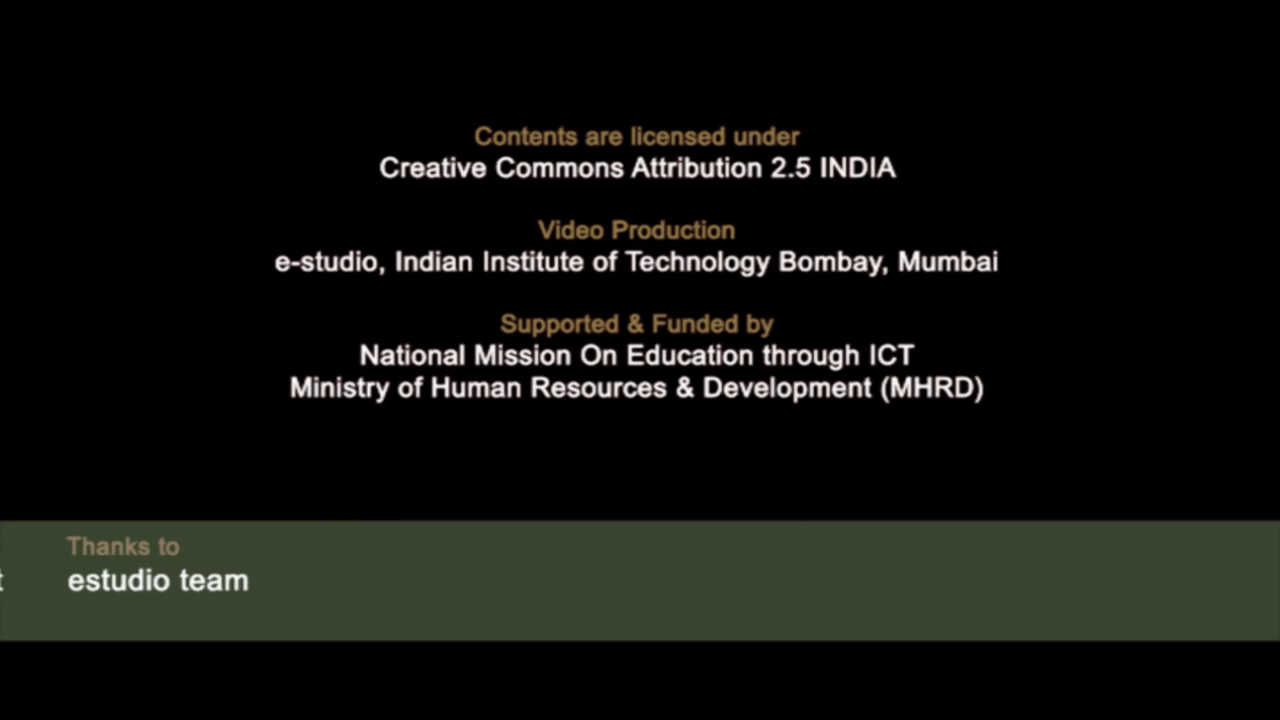 Contents are licensed under
Creative Commons Attribution 2.5 INDIA
Video Production
e-studio, Indian Institute of Technology Bombay, Mumbai
Supported & Funded by
National Mission On Education through ICT
Ministry of Human Resources & Development (MHRD)
Thanks to
estudio team